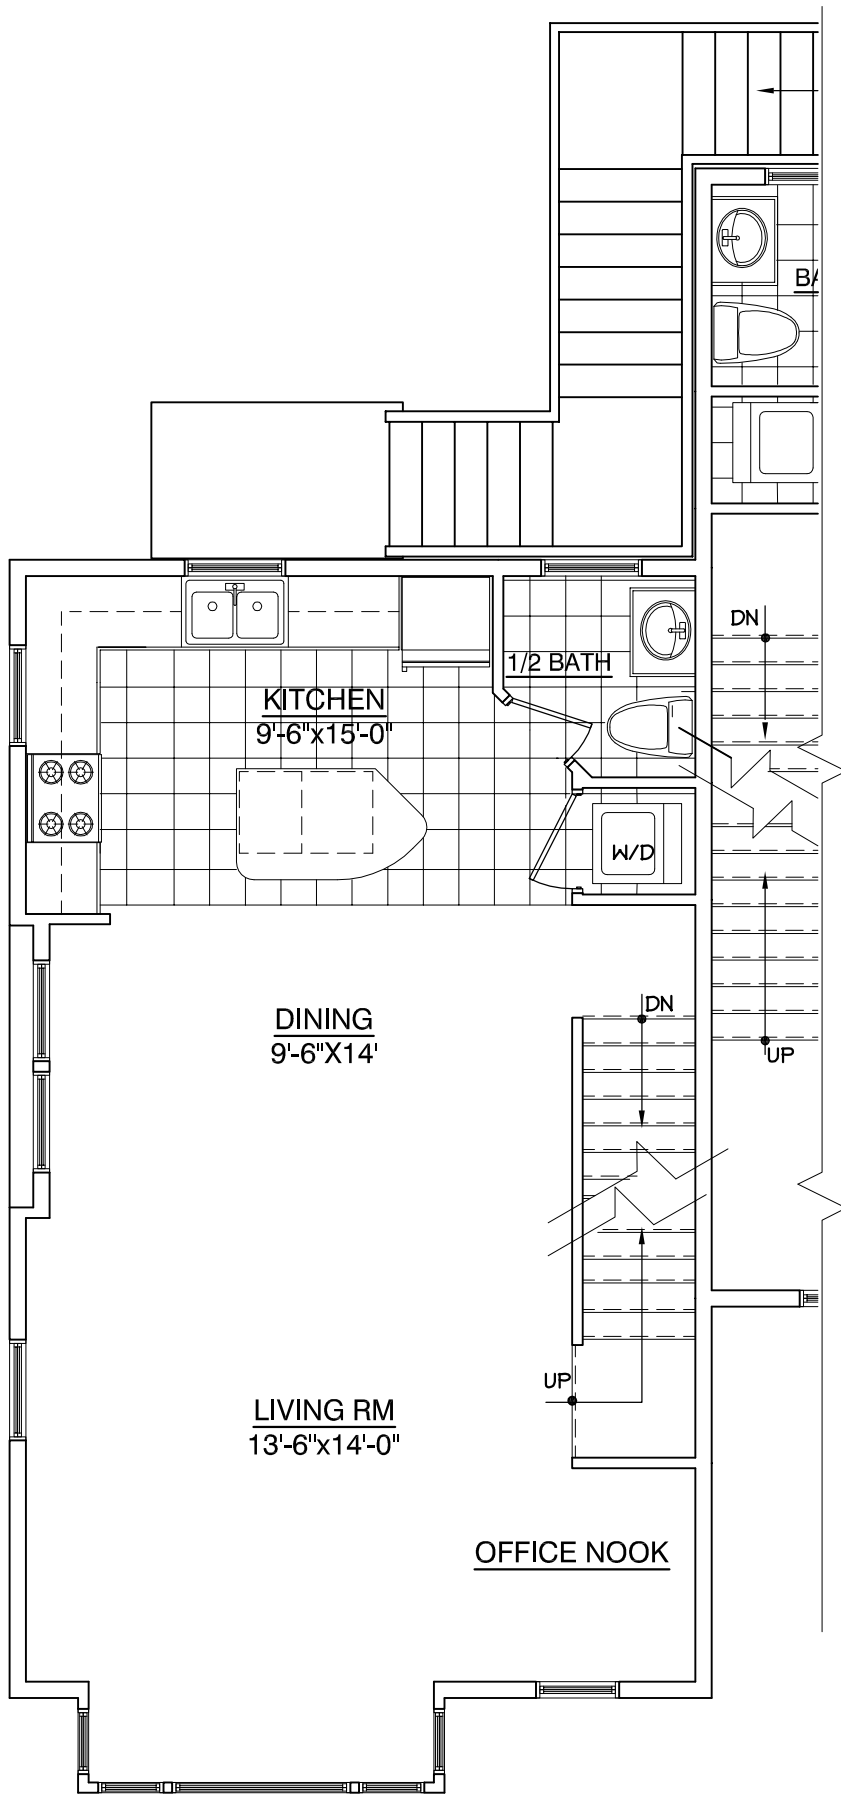 BA
DN
1/2 BATH
KITCHEN
9'-6"x15'-0"
W/D
DINING
9'-6"X14'
DN
UP
UP
LIVING RM
13'-6"x14'-0"
OFFICE NOOK